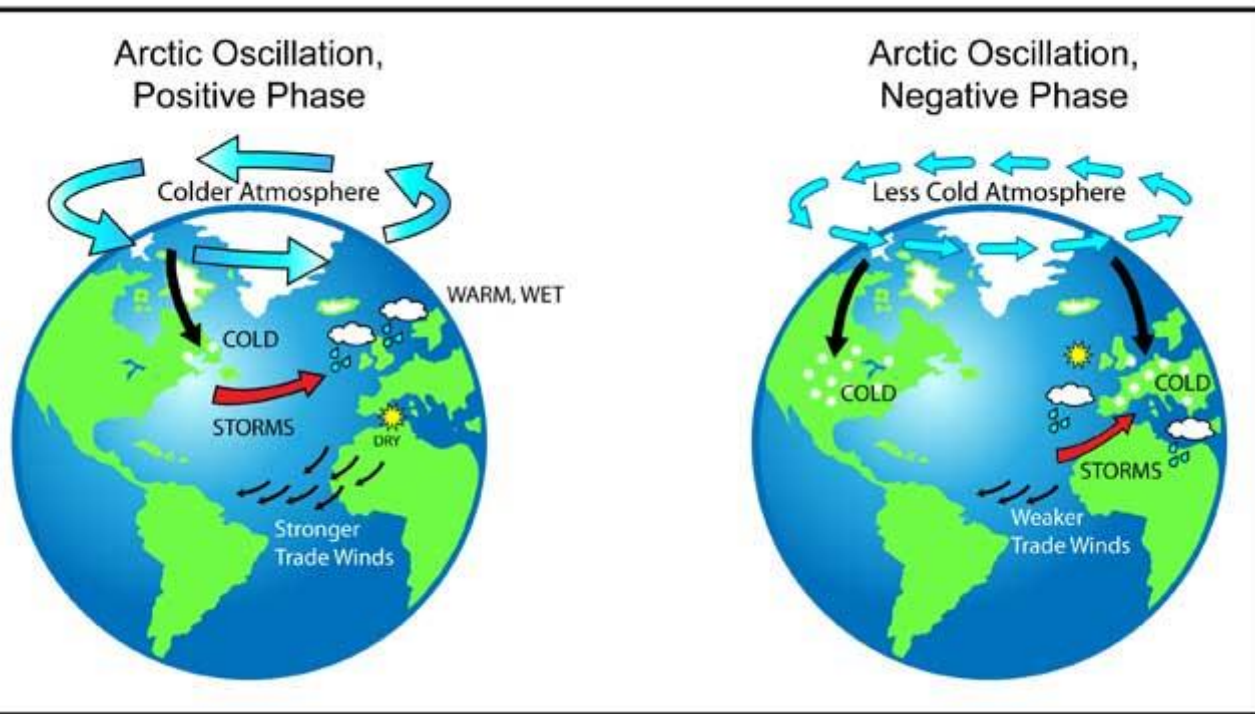 Arctic Oscillation,
Positive Phase
Colder Atmosphere
WARM, WET
COLD
STORMS
DRY
Stronger
Trade Winds
Arctic Oscillation,
Negative Phase
Less Cold Atmosphere
COLD
COLD
STORMS
Weaker
Trade Winds